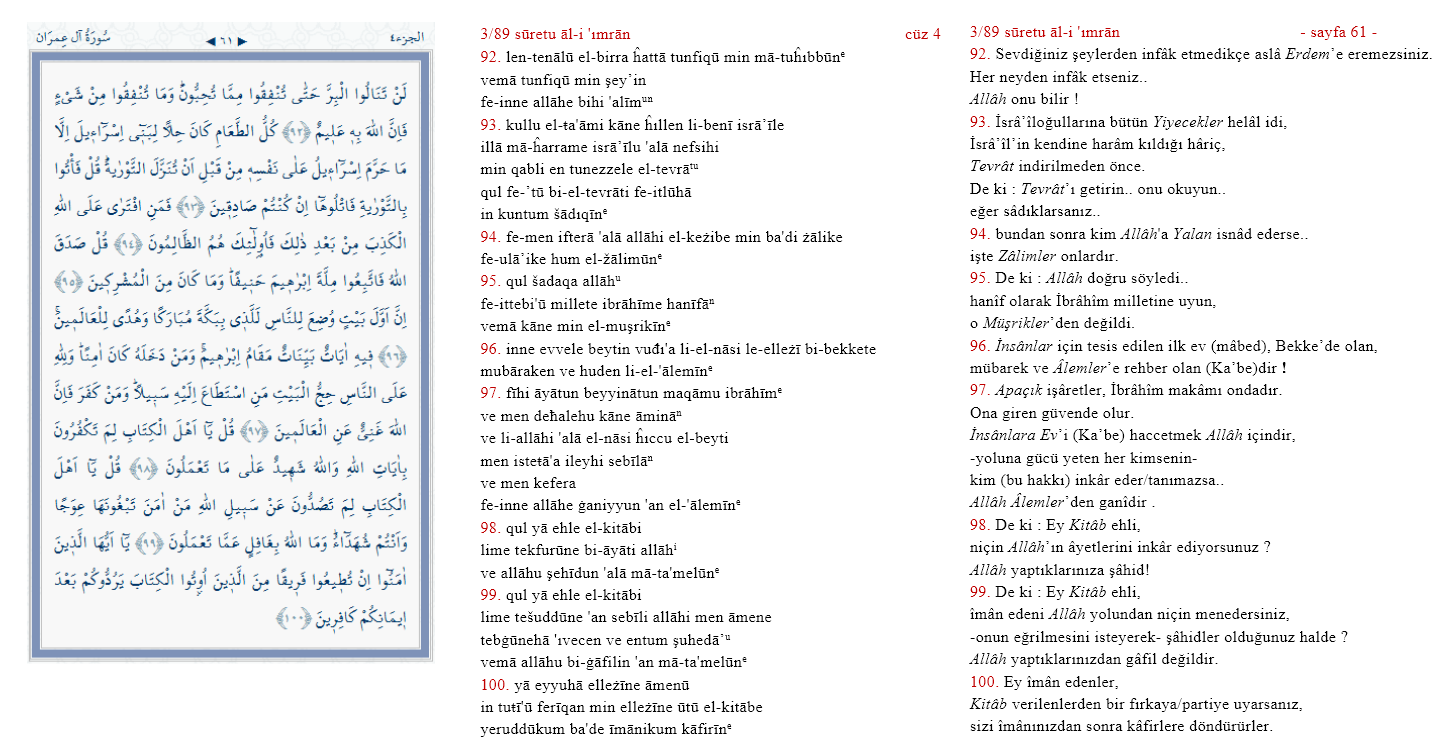 سُورَةُ آل عِمرَان ◀ ٦١ ▶ الجزء٤
لَنْ تَنَالُوا الْبِرَّ حَتّٰى تُنْفِقُوا مِمَّا تُحِبُّونَۜ وَمَا تُنْفِقُوا مِنْ شَيْءٍ
فَاِنَّ اللّٰهَ بِهٖ عَلٖيمٌ ﴿٩٢﴾ كُلُّ الطَّعَامِ كَانَ حِلًّا لِبَنٖٓي اِسْرَٓاءٖيلَ اِلَّا
مَا حَرَّمَ اِسْرَٓاءٖيلُ عَلٰى نَفْسِهٖ مِنْ قَبْلِ اَنْ تُنَزَّلَ التَّوْرٰيةُۜ قُلْ فَأْتُوا
بِالتَّوْرٰيةِ فَاتْلُوهَٓا اِنْ كُنْتُمْ صَادِقٖينَ ﴿٩٣﴾ فَمَنِ افْتَرٰى عَلَى اللّٰهِ
الْكَذِبَ مِنْ بَعْدِ ذٰلِكَ فَاُولٰٓئِكَ هُمُ الظَّالِمُونَ ﴿٩٤﴾ قُلْ صَدَقَ
اللّٰهُ فَاتَّبِعُوا مِلَّةَ اِبْرٰهٖيمَ حَنٖيفًاۜ وَمَا كَانَ مِنَ الْمُشْرِكٖينَ ﴿٩٥﴾
اِنَّ اَوَّلَ بَيْتٍ وُضِعَ لِلنَّاسِ لَلَّذٖي بِبَكَّةَ مُبَارَكًا وَهُدًى لِلْعَالَمٖينَۚ
﴿٩٦﴾ فٖيهِ اٰيَاتٌ بَيِّنَاتٌ مَقَامُ اِبْرٰهٖيمَۚ وَمَنْ دَخَلَهُ كَانَ اٰمِنًاۜ وَلِلّٰهِ
عَلَى النَّاسِ حِجُّ الْبَيْتِ مَنِ اسْتَطَاعَ اِلَيْهِ سَبٖيلًاۜ وَمَنْ كَفَرَ فَاِنَّ
اللّٰهَ غَنِيٌّ عَنِ الْعَالَمٖينَ ﴿٩٧﴾ قُلْ يَٓا اَهْلَ الْكِتَابِ لِمَ تَكْفُرُونَ
بِاٰيَاتِ اللّٰهِ وَاللّٰهُ شَهٖيدٌ عَلٰى مَا تَعْمَلُونَ ﴿٩٨﴾ قُلْ يَٓا اَهْلَ
الْكِتَابِ لِمَ تَصُدُّونَ عَنْ سَبٖيلِ اللّٰهِ مَنْ اٰمَنَ تَبْغُونَهَا عِوَجًا
وَاَنْتُمْ شُهَدَٓاءُۜ وَمَا اللّٰهُ بِغَافِلٍ عَمَّا تَعْمَلُونَ ﴿٩٩﴾ يَٓا اَيُّهَا الَّذٖينَ
اٰمَنُٓوا اِنْ تُطٖيعُوا فَرٖيقًا مِنَ الَّذٖينَ اُو۫تُوا الْكِتَابَ يَرُدُّوكُمْ بَعْدَ
اٖيمَانِكُمْ كَافِرٖينَ ﴿١٠٠﴾
3/89 sūretu āl-i 'ımrān cüz 4
92. len-tenālū el-birra ĥattā tunfiqū min mā-tuĥıbbūnᵉ
vemā tunfiqū min şey’in
fe-inne allāhe bihi 'alīmᵘⁿ
93. kullu el-ŧa'āmi kāne ĥıllen li-benī isrā’īle
illā mā-ĥarrame isrā’īlu 'alā nefsihi
min qabli en tunezzele el-tevrāᵗᵘ
qul fe-’tū bi-el-tevrāti fe-itlūhā
in kuntum šādıqīnᵉ
94. fe-men ifterā 'alā allāhi el-keżibe min ba'di żālike
fe-ulā’ike hum el-žālimūnᵉ
95. qul šadaqa allāhᵘ
fe-ittebi'ū millete ibrāhīme hanīfāⁿ
vemā kāne min el-muşrikīnᵉ
96. inne evvele beytin vuđı'a li-el-nāsi le-elleżī bi-bekkete
mubāraken ve huden li-el-'ālemīnᵉ
97. fīhi āyātun beyyinātun maqāmu ibrāhīmᵉ
ve men deħalehu kāne āmināⁿ
ve li-allāhi 'alā el-nāsi ĥıccu el-beyti
men isteŧā'a ileyhi sebīlāⁿ
ve men kefera
fe-inne allāhe ġaniyyun 'an el-'ālemīnᵉ
98. qul yā ehle el-kitābi
lime tekfurūne bi-āyāti allāhⁱ
ve allāhu şehīdun 'alā mā-ta'melūnᵉ
99. qul yā ehle el-kitābi
lime tešuddūne 'an sebīli allāhi men āmene
tebġūnehā 'ıvecen ve entum şuhedā’ᵘ
vemā allāhu bi-ġāfilin 'an mā-ta'melūnᵉ
100. yā eyyuhā elleżīne āmenū
in tuŧī'ū ferīqan min elleżīne ūtū el-kitābe
yeruddūkum ba'de īmānikum kāfirīnᵉ
3/89 sūretu āl-i 'ımrān - sayfa 61 -
92. Sevdiğiniz şeylerden infâk etmedikçe aslâ Erdem’e eremezsiniz.
Her neyden infâk etseniz..
Allâh onu bilir !
93. İsrâ’îloğullarına bütün Yiyecekler helâl idi,
İsrâ’îl’in kendine harâm kıldığı hâriç,
Tevrât indirilmeden önce.
De ki : Tevrât’ı getirin.. onu okuyun..
eğer sâdıklarsanız..
94. bundan sonra kim Allâh'a Yalan isnâd ederse..
işte Zâlimler onlardır.
95. De ki : Allâh doğru söyledi..
hanîf olarak İbrâhîm milletine uyun,
o Müşrikler’den değildi.
96. İnsânlar için tesis edilen ilk ev (mâbed), Bekke’de olan,
mübarek ve Âlemler’e rehber olan (Ka’be)dir !
97. Apaçık işâretler, İbrâhîm makâmı ondadır.
Ona giren güvende olur.
İnsânlara Ev’i (Ka’be) haccetmek Allâh içindir,
-yoluna gücü yeten her kimsenin-
kim (bu hakkı) inkâr eder/tanımazsa..
Allâh Âlemler’den ganîdir .
98. De ki : Ey Kitâb ehli,
niçin Allâh’ın âyetlerini inkâr ediyorsunuz ?
Allâh yaptıklarınıza şâhid!
99. De ki : Ey Kitâb ehli,
îmân edeni Allâh yolundan niçin menedersiniz,
-onun eğrilmesini isteyerek- şâhidler olduğunuz halde ?
Allâh yaptıklarınızdan gâfil değildir.
100. Ey îmân edenler,
Kitâb verilenlerden bir fırkaya/partiye uyarsanız,
sizi îmânınızdan sonra kâfirlere döndürürler.